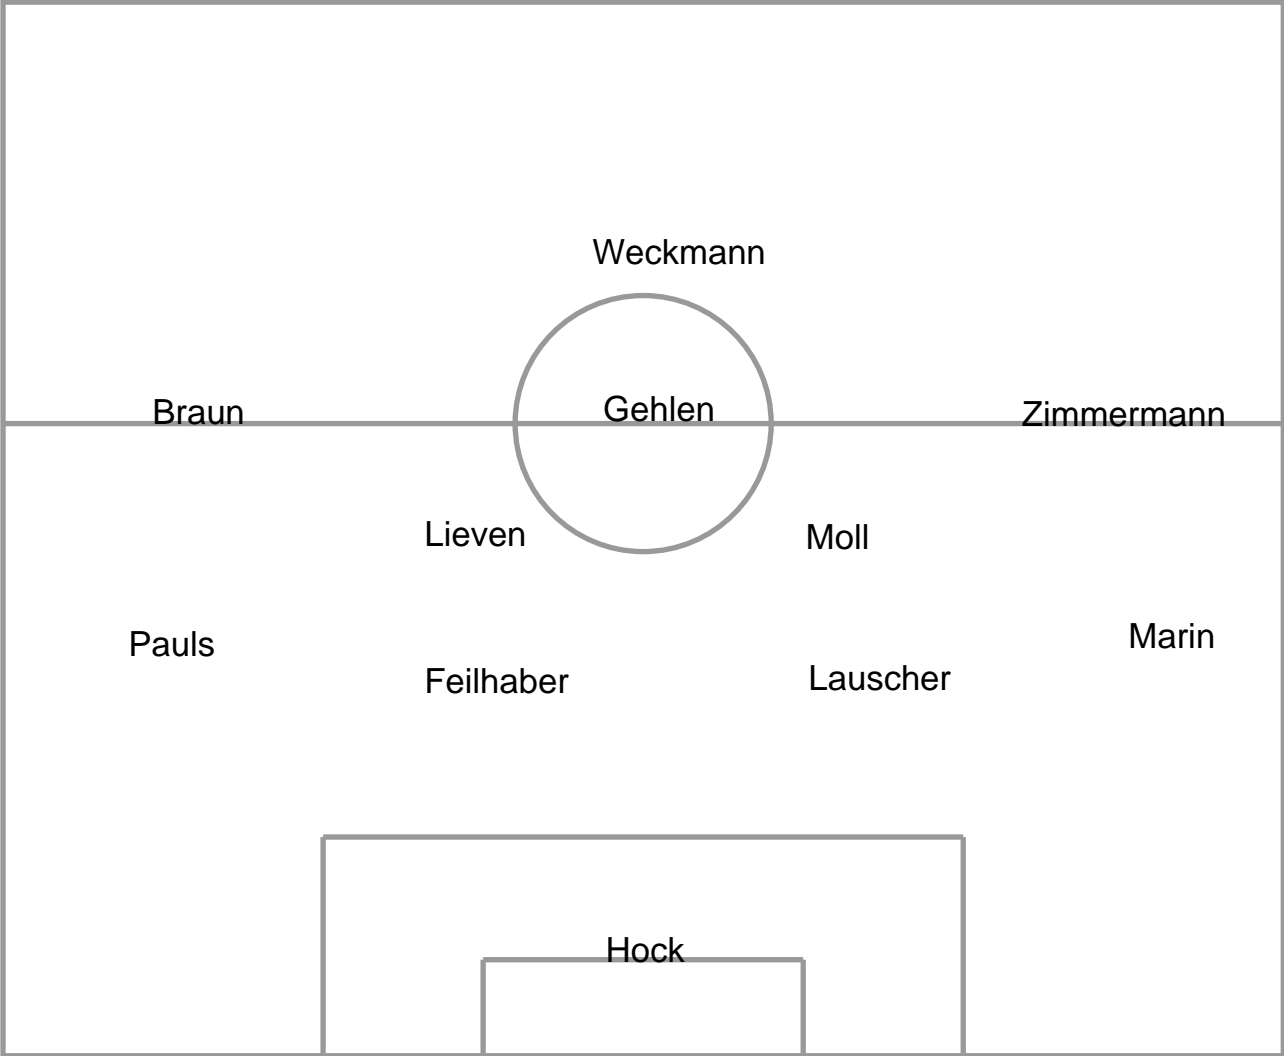 Weckmann
Braun
Gehlen
Zimmermann
Lieven
Moll
Pauls
Marin
Feilhaber
Lauscher
Hock